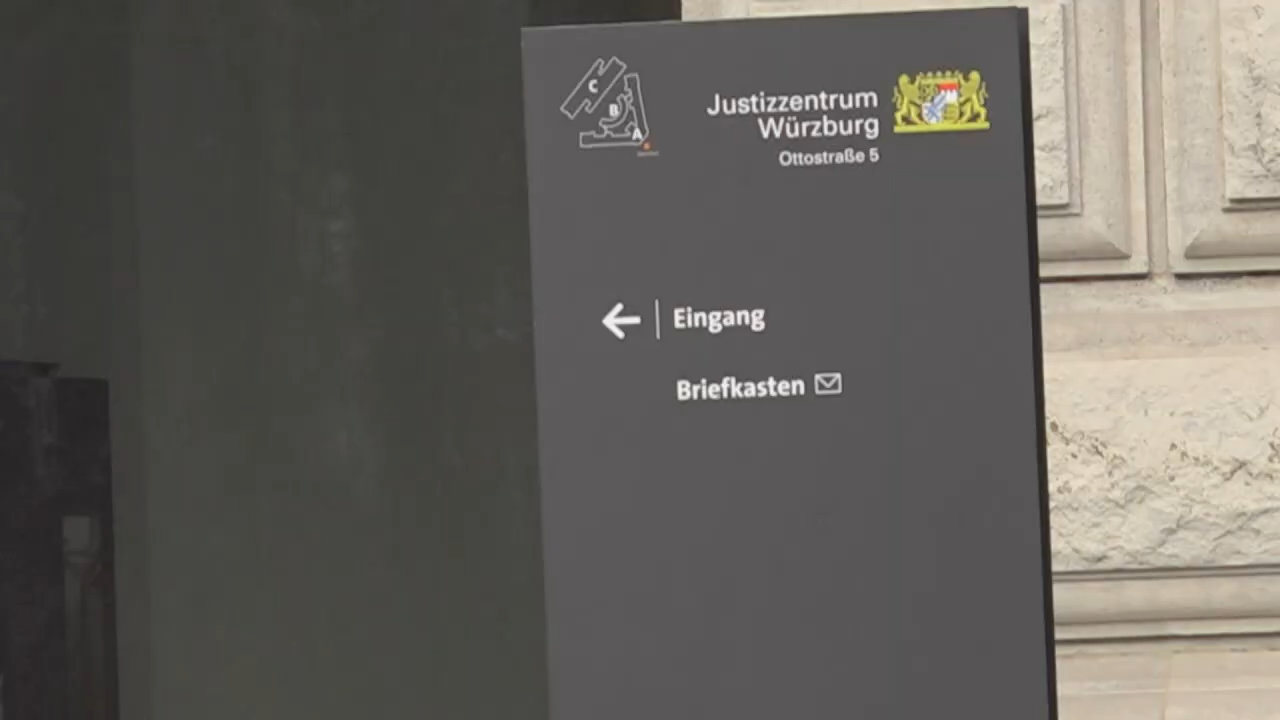 C
B
A
Justizzentrum
Würzburg
Ottostraße 5
Eingang
Briefkasten